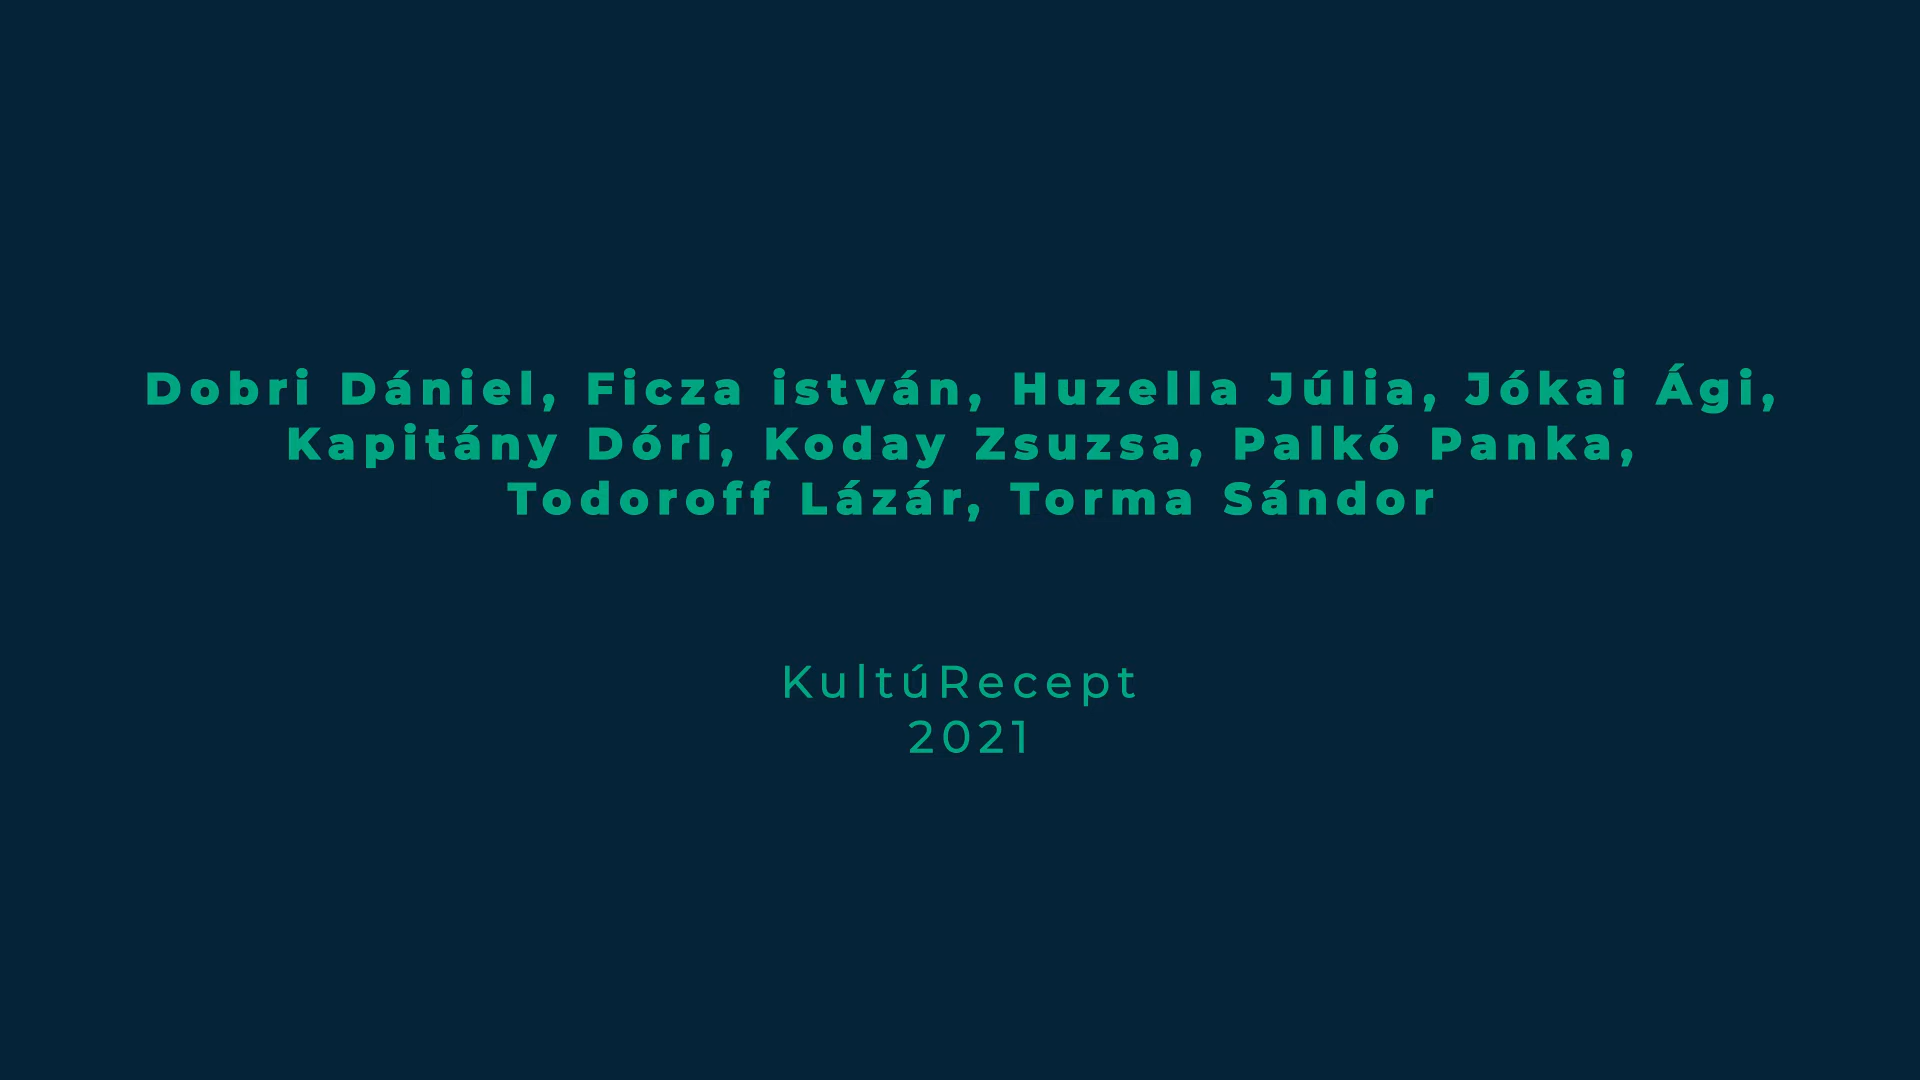 Dobri Dániel, Ficza istván, Huzella Júlia, Jókai Ági,
Kapitány Dóri, Koday Zsuzsa, Palkó Panka,
Todoroff Lázár, Torma Sándor
KultúRecept
2021